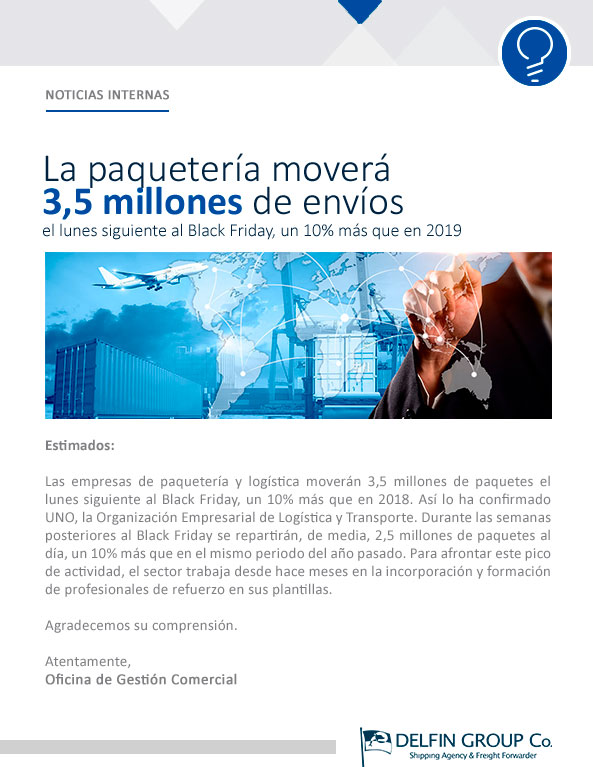 NOTICIAS INTERNAS
La paquetería moverá
3,5 millones de envíos
el lunes siguiente al Black Friday, un 10% más que en 2019
Estimados:
Las empresas de paquetería y logística moverán 3,5 millones de paquetes el
lunes siguiente al Black Friday, un 10% más que en 2018. Así lo ha confirmado
UNO, la Organización Empresarial de Logística y Transporte. Durante las semanas
posteriores al Black Friday se repartirán, de media, 2,5 millones de paquetes al
día, un 10% más que en el mismo periodo del año pasado. Para afrontar este pico
de actividad, el sector trabaja desde hace meses en la incorporación y formación
de profesionales de refuerzo en sus plantillas.
Agradecemos su comprensión.
Atentamente,
Oficina de Gestión Comercial
DELFIN GROUP Co.
Shipping Agency & Freight Forwarder